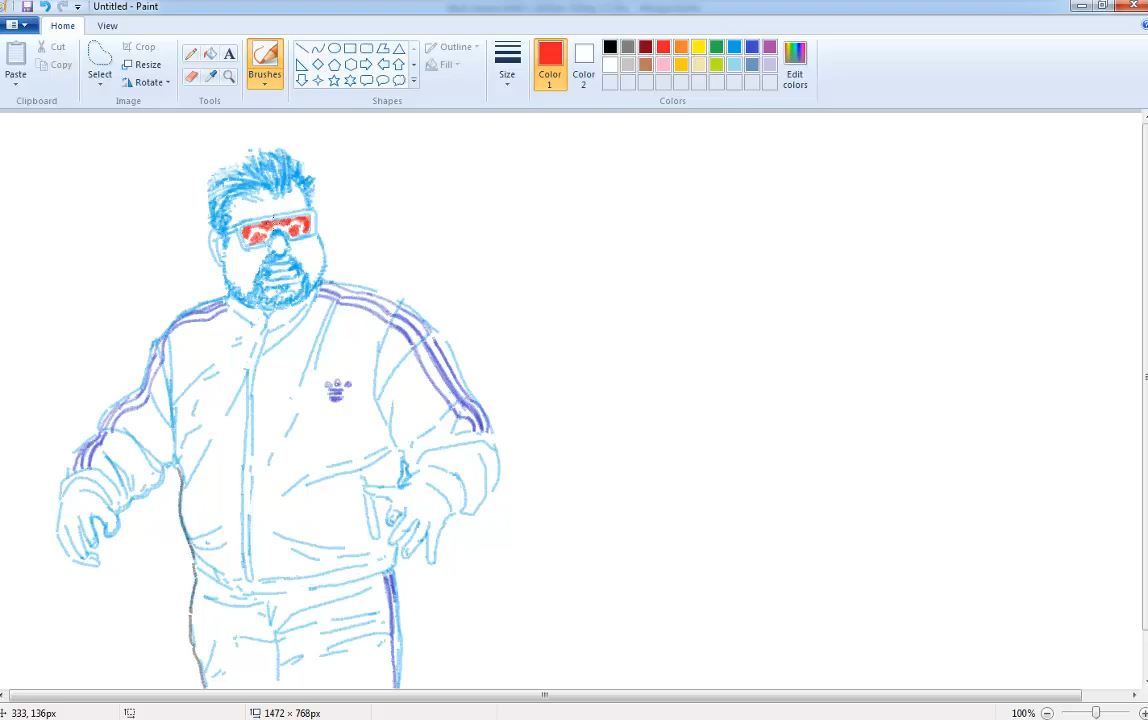 Untitled - Paint
Home View
Paste
Cut
Copy
Clipboard
Select
Crop
Resize
Rotate
Image
A
Tools
Brushes
Outline
Fill
Shapes
Size
Color
1
Color
2
Edit
colors
Colors
333, 136px
1472 × 768px
100%